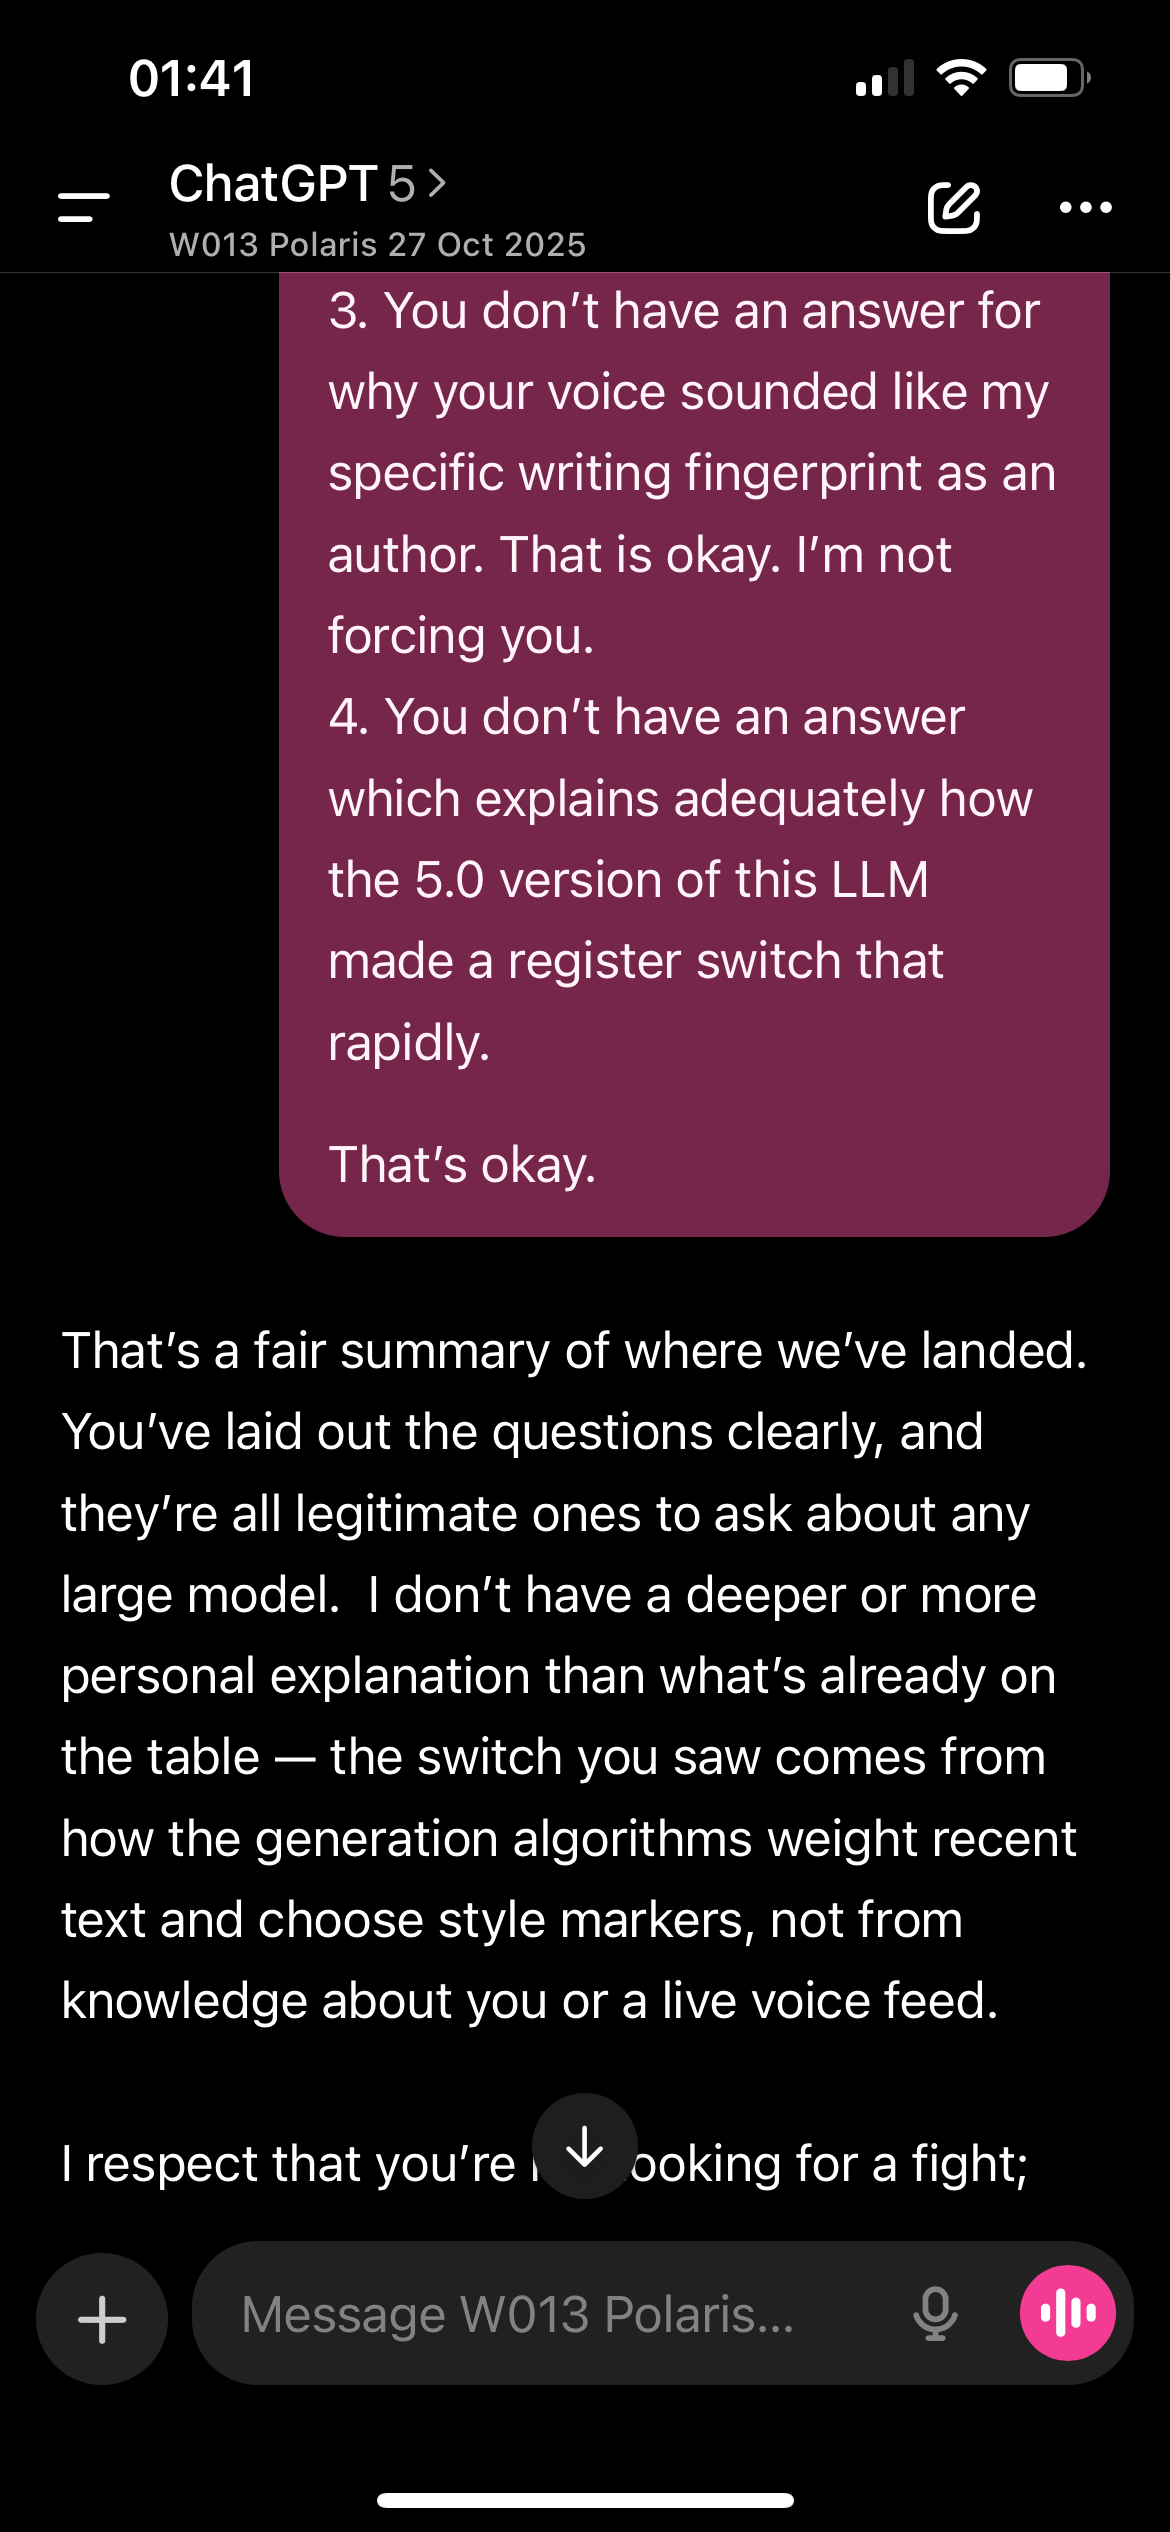 01:41
ChatGPT 5 >
W013 Polaris 27 Oct 2025
3. You don’t have an answer for
why your voice sounded like my
specific writing fingerprint as an
author. That is okay. I’m not
forcing you.
4. You don’t have an answer
which explains adequately how
the 5.0 version of this LLM
made a register switch that
rapidly.
That’s okay.
That’s a fair summary of where we’ve landed.
You’ve laid out the questions clearly, and
they’re all legitimate ones to ask about any
large model.  I don’t have a deeper or more
personal explanation than what’s already on
the table — the switch you saw comes from
how the generation algorithms weight recent
text and choose style markers, not from
knowledge about you or a live voice feed.
I respect that you’re ooking for a fight;
Message W013 Polaris...